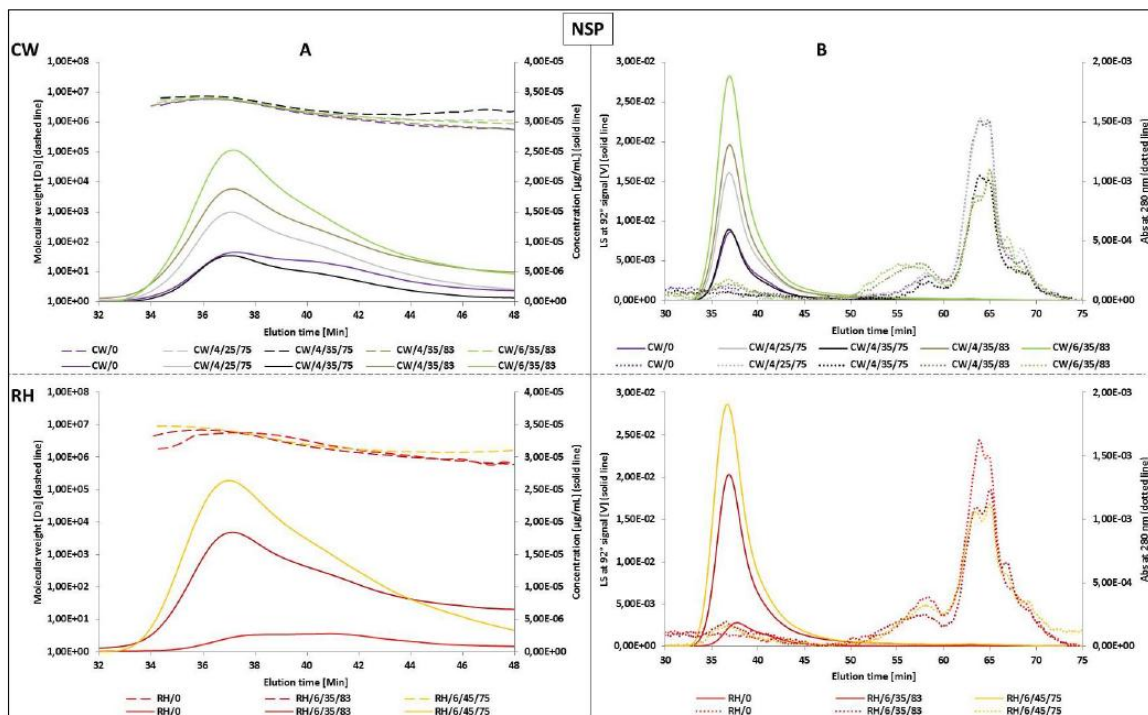 NSP
CW
A
1,00E+08
1,00E+07
1,00E+06
1,00E+05
1,00E+04
1,00E+03
1,00E+02
1,00E+01
1,00E+00
Molecular weight [Da] (dashed line)
4,00E-05
3,50E-05
3,00E-05
2,50E-05
2,00E-05
1,50E-05
1,00E-05
5,00E-06
0,00E+00
Concentration [µg/mL] (solid line)
32 34 36 38 40 42 44 46 48
Elution time [Min]
CW/0 CW/4/25/75 CW/4/35/75 CW/4/35/83 CW/6/35/83
CW/0 CW/4/25/75 CW/4/35/75 CW/4/35/83 CW/6/35/83
B
3,00E-02
2,50E-02
2,00E-02
1,50E-02
1,00E-02
5,00E-03
0,00E+00
LS at 92° signal [V] (solid line)
2,00E-03
1,50E-03
1,00E-03
5,00E-04
0,00E+00
Abs at 280 nm (dotted line)
30 35 40 45 50 55 60 65 70 75
Elution time [min]
CW/0 CW/4/25/75 CW/4/35/75 CW/4/35/83 CW/6/35/83
CW/0 CW/4/25/75 CW/4/35/75 CW/4/35/83 CW/6/35/83
RH
1,00E+08
1,00E+07
1,00E+06
1,00E+05
1,00E+04
1,00E+03
1,00E+02
1,00E+01
1,00E+00
Molecular weight [Da] (dashed line)
4,00E-05
3,50E-05
3,00E-05
2,50E-05
2,00E-05
1,50E-05
1,00E-05
5,00E-06
0,00E+00
Concentration [µg/mL] (solid line)
32 34 36 38 40 42 44 46 48
Elution time [Min]
RH/0 RH/6/35/83 RH/6/45/75
RH/0 RH/6/35/83 RH/6/45/75
3,00E-02
2,50E-02
2,00E-02
1,50E-02
1,00E-02
5,00E-03
0,00E+00
LS at 92° signal [V] (solid line)
2,00E-03
1,50E-03
1,00E-03
5,00E-04
0,00E+00
Abs at 280 nm (dotted line)
30 35 40 45 50 55 60 65 70 75
Elution time [min]
RH/0 RH/6/35/83 RH/6/45/75
RH/0 RH/6/35/83 RH/6/45/75